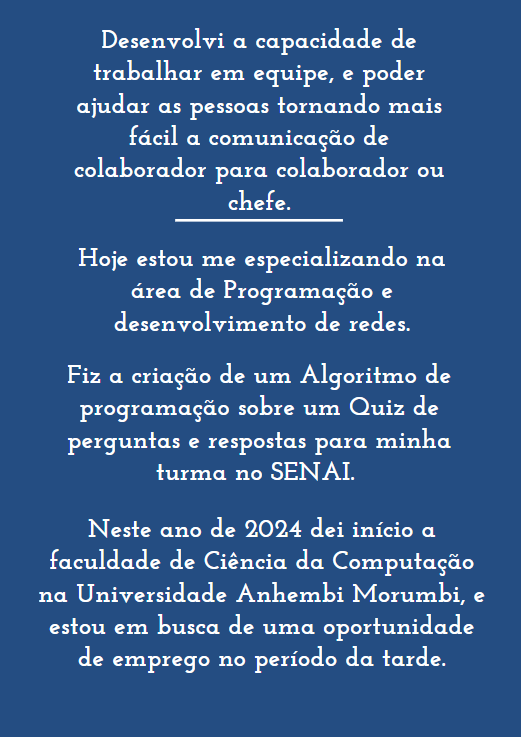 Desenvolvi a capacidade de
trabalhar em equipe, e poder
ajudar as pessoas tornando mais
fácil a comunicação de
colaborador para colaborador ou
chefe.
Hoje estou me especializando na
área de Programação e
desenvolvimento de redes.
Fiz a criação de um Algoritmo de
programação sobre um Quiz de
perguntas e respostas para minha
turma no SENAI.
Neste ano de 2024 dei início a
faculdade de Ciência da Computação
na Universidade Anhembi Morumbi, e
estou em busca de uma oportunidade
de emprego no período da tarde.